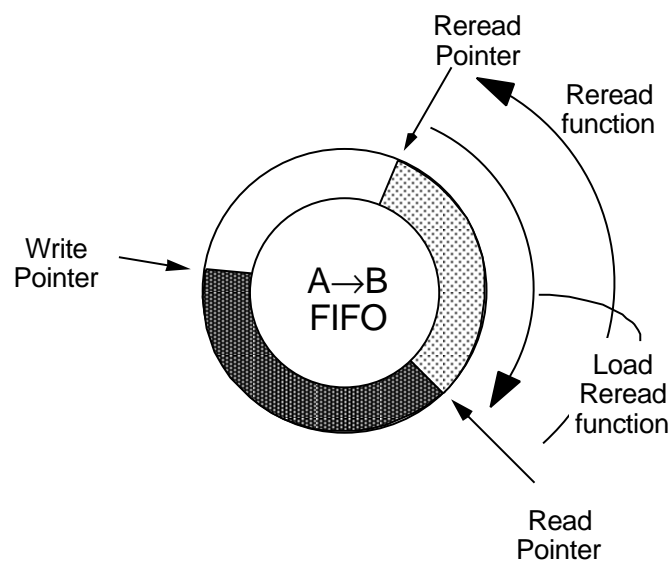 Reread
Pointer
Reread
function
Write
Pointer
A→B
FIFO
Load
Reread
function
Read
Pointer